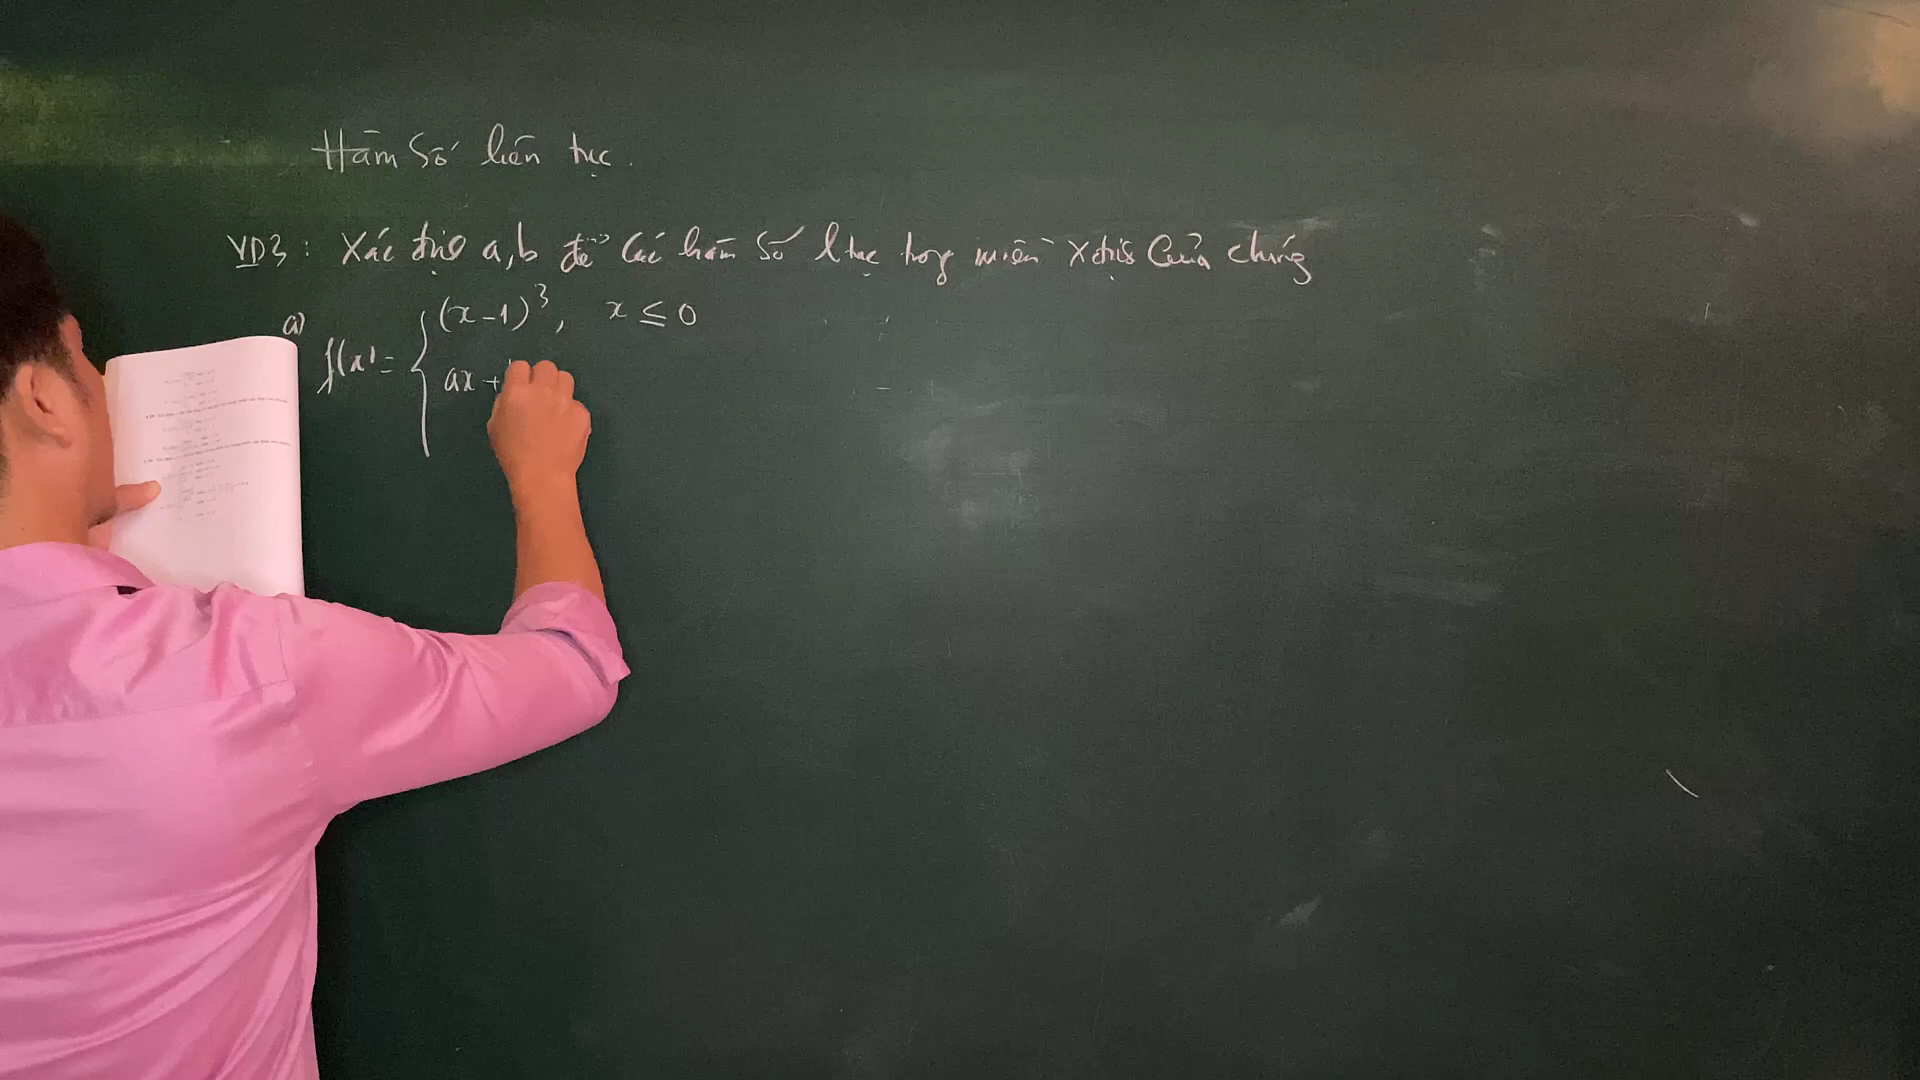 Hàm số liên tục.
VD3: Xác định a,b để các hàm số ltục trong miền xđịnh của chúng
a)
f(x) = { (x-1)^3, x ≤ 0
ax +